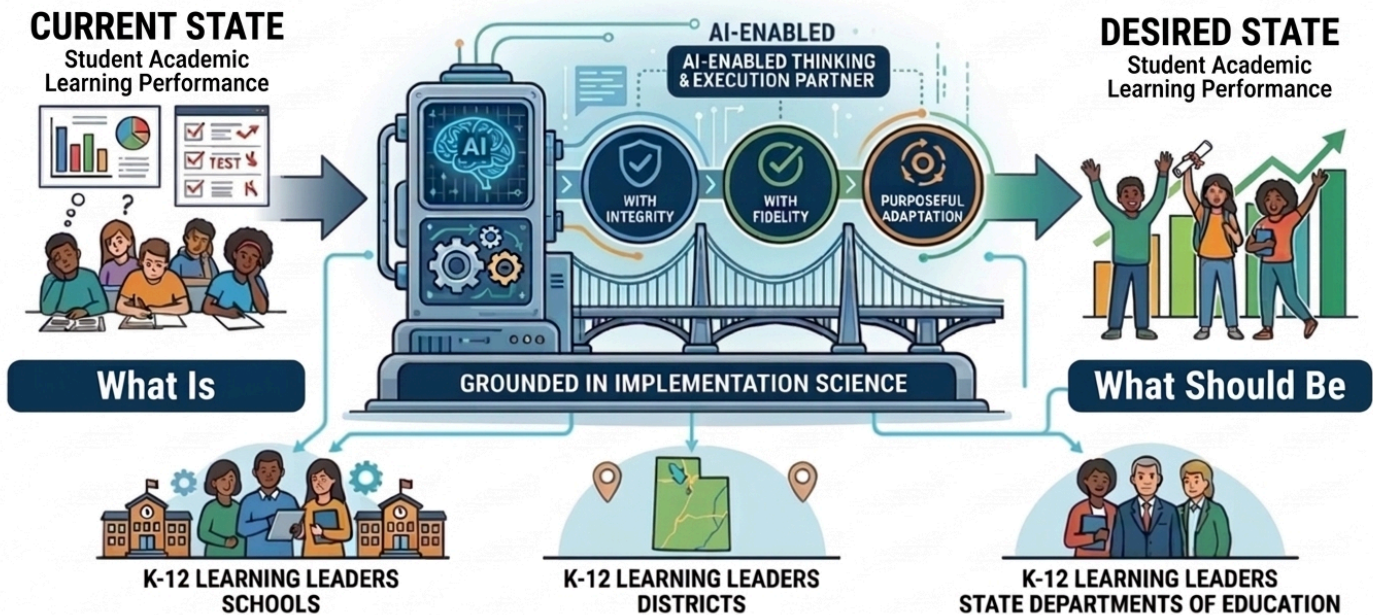 CURRENT STATE
Student Academic
Learning Performance
TEST
?
What Is
AI-ENABLED
AI-ENABLED THINKING
& EXECUTION PARTNER
AI
WITH
INTEGRITY
WITH
FIDELITY
PURPOSEFUL
ADAPTATION
GROUNDED IN IMPLEMENTATION SCIENCE
DESIRED STATE
Student Academic
Learning Performance
What Should Be
K-12 LEARNING LEADERS
SCHOOLS
K-12 LEARNING LEADERS
DISTRICTS
K-12 LEARNING LEADERS
STATE DEPARTMENTS OF EDUCATION